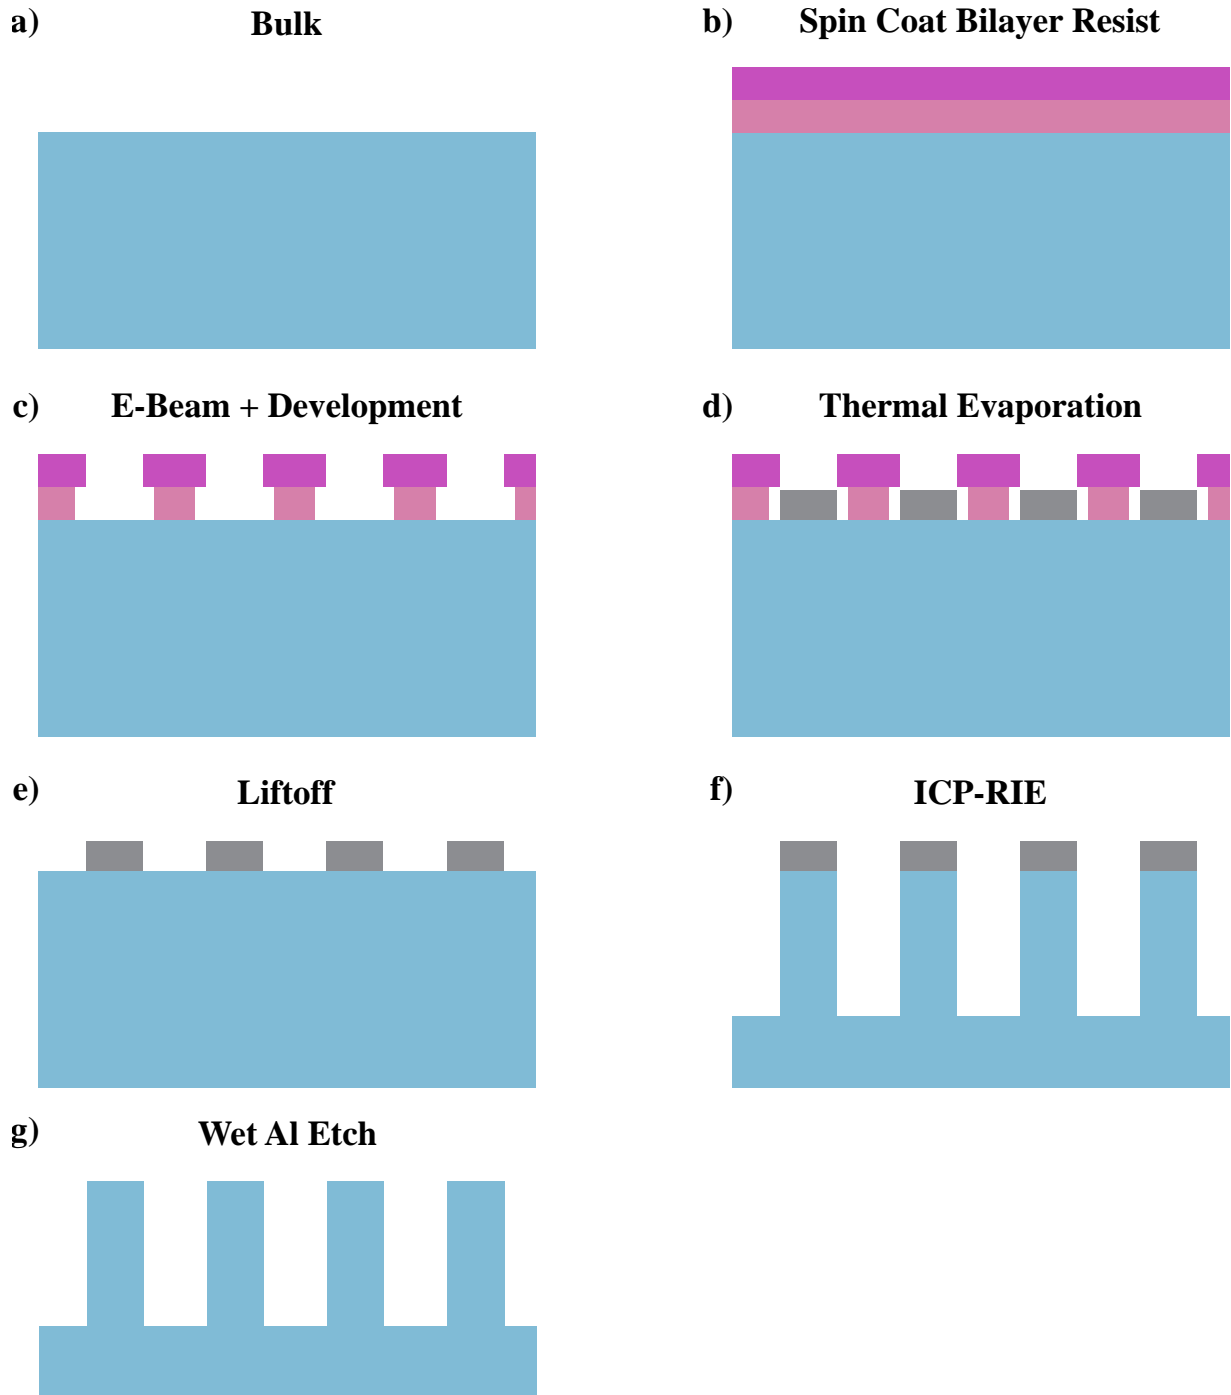 a) Bulk
b) Spin Coat Bilayer Resist
c) E-Beam + Development
d) Thermal Evaporation
e) Liftoff
f) ICP-RIE
g) Wet Al Etch